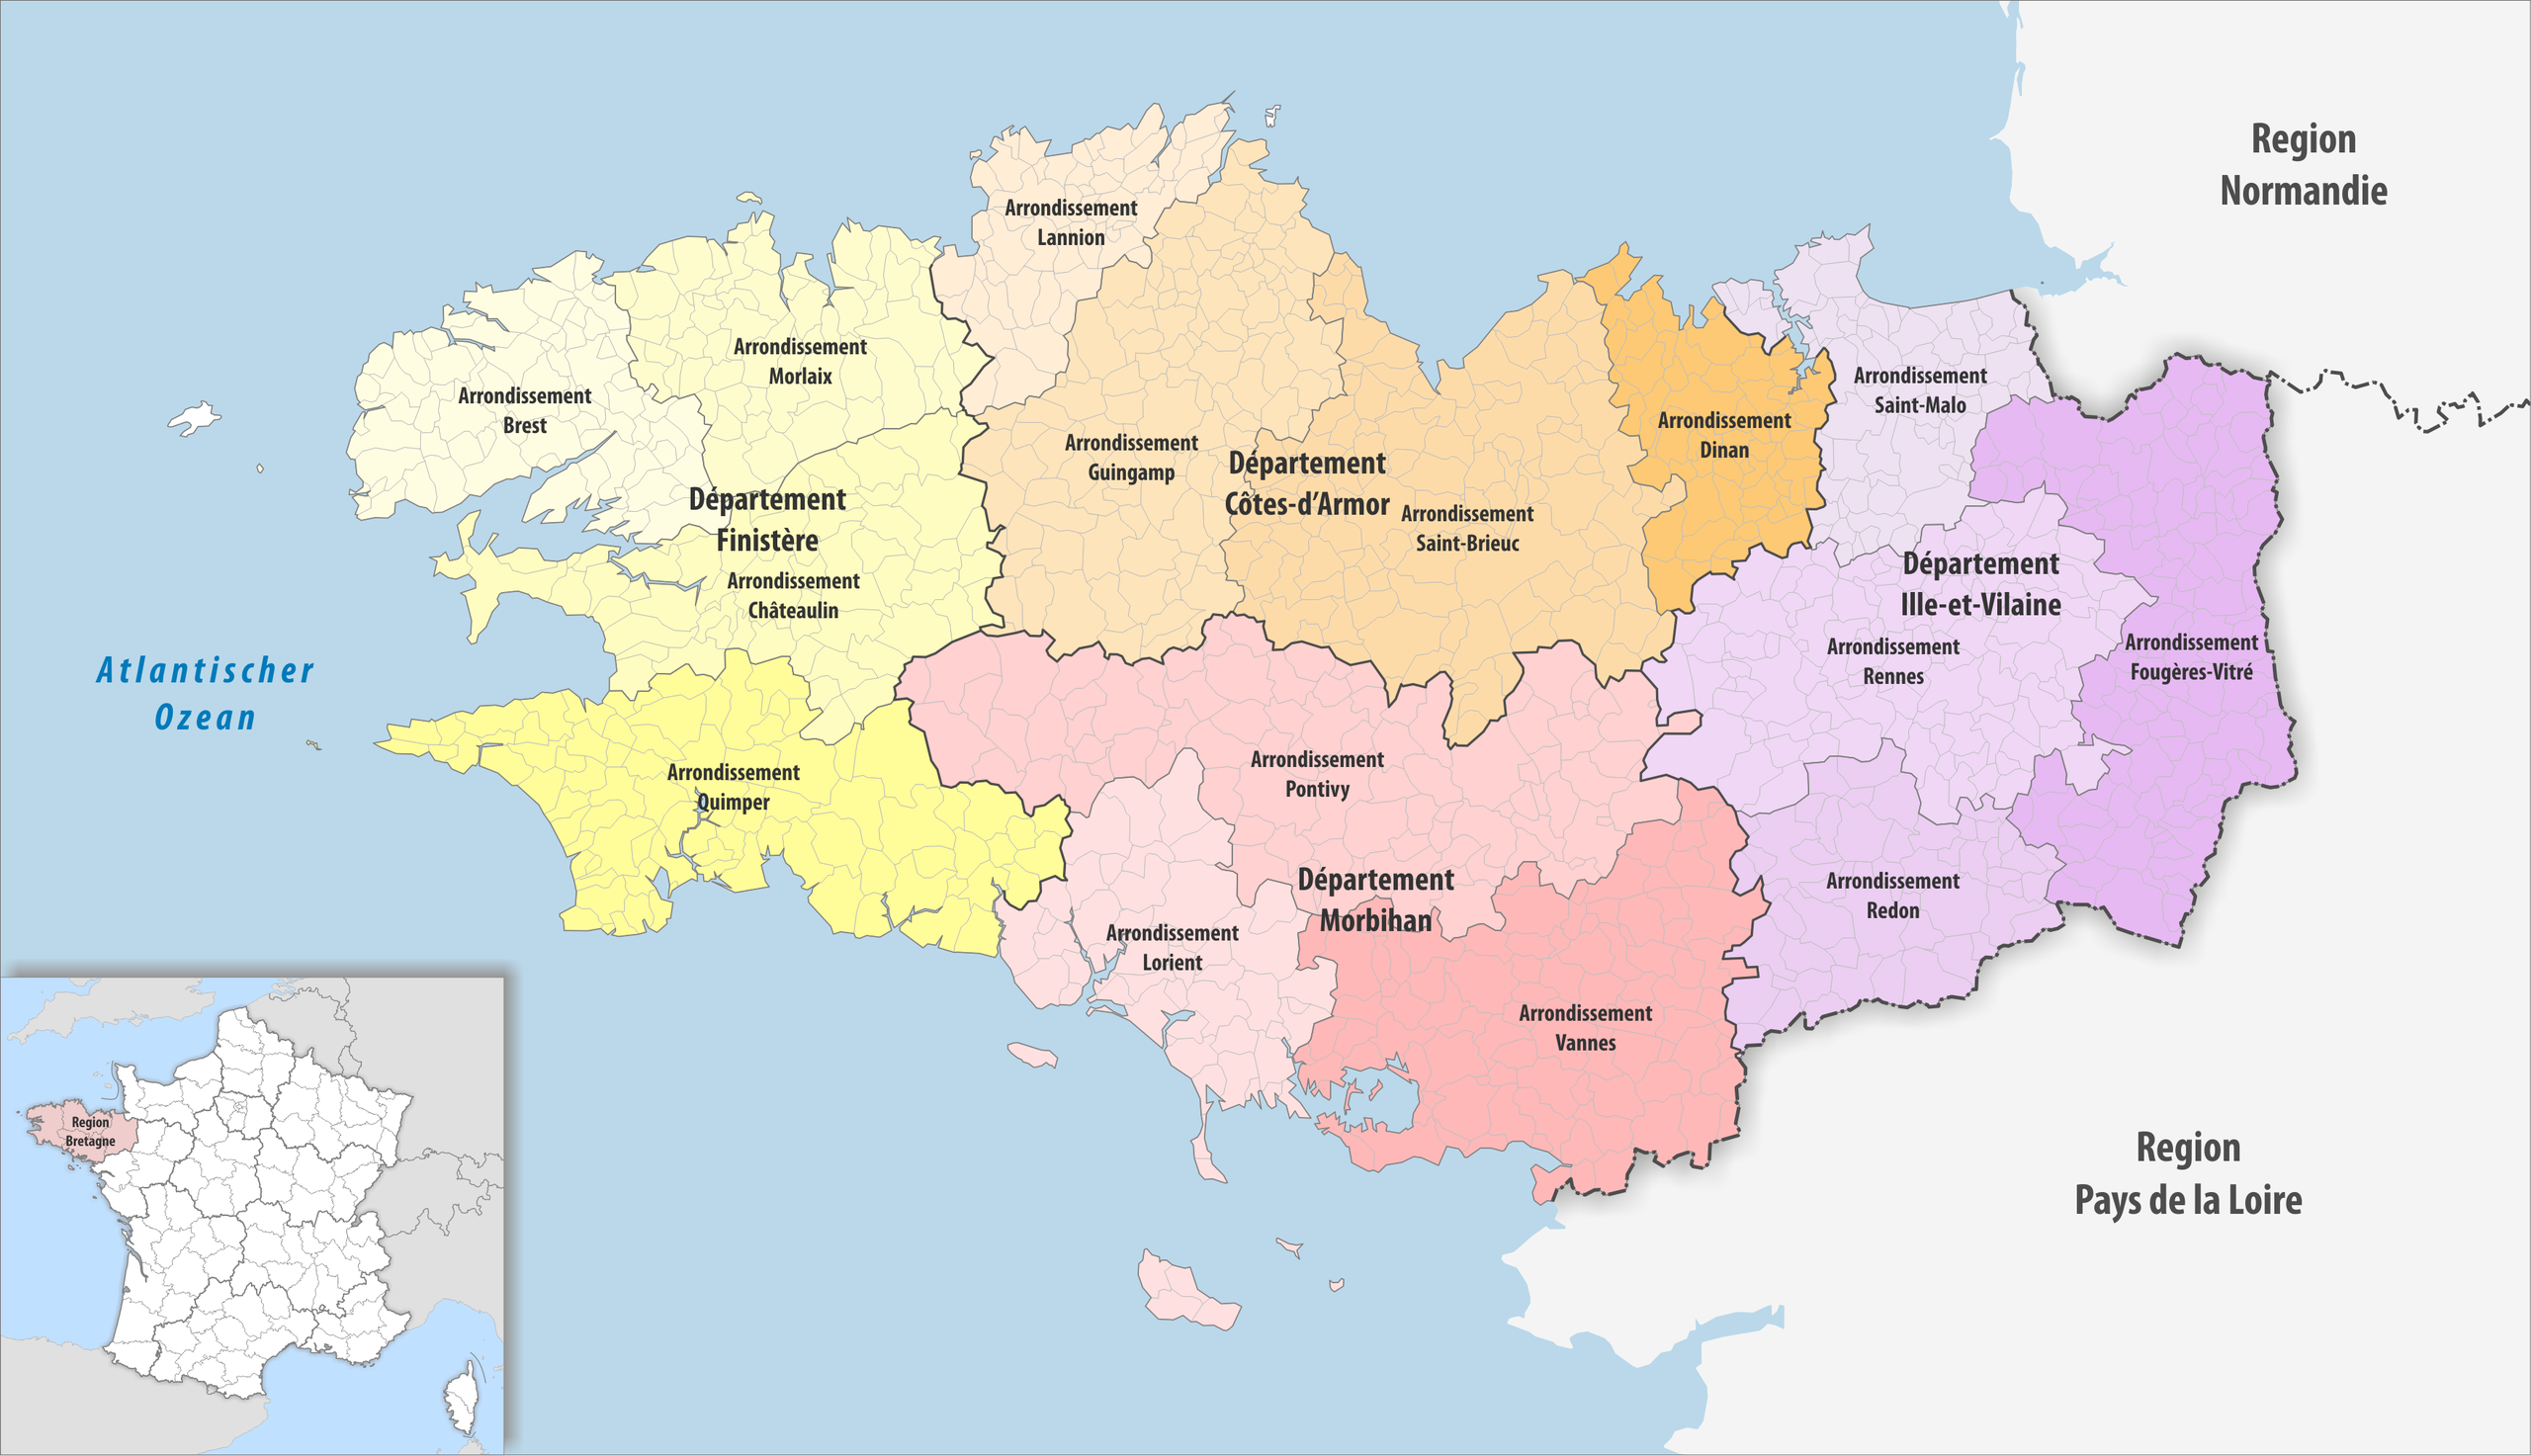 Region
Normandie
Arrondissement
Lannion
Arrondissement
Morlaix
Arrondissement
Brest
Arrondissement
Saint-Malo
Arrondissement
Dinan
Arrondissement
Guingamp
Département
Côtes-d’Armor
Arrondissement
Saint-Brieuc
Département
Finistère
Arrondissement
Châteaulin
Département
Ille-et-Vilaine
Arrondissement
Rennes
Arrondissement
Fougères-Vitré
Atlantischer
Ozean
Arrondissement
Quimper
Arrondissement
Pontivy
Département
Morbihan
Arrondissement
Redon
Arrondissement
Lorient
Arrondissement
Vannes
Region
Bretagne
Region
Pays de la Loire